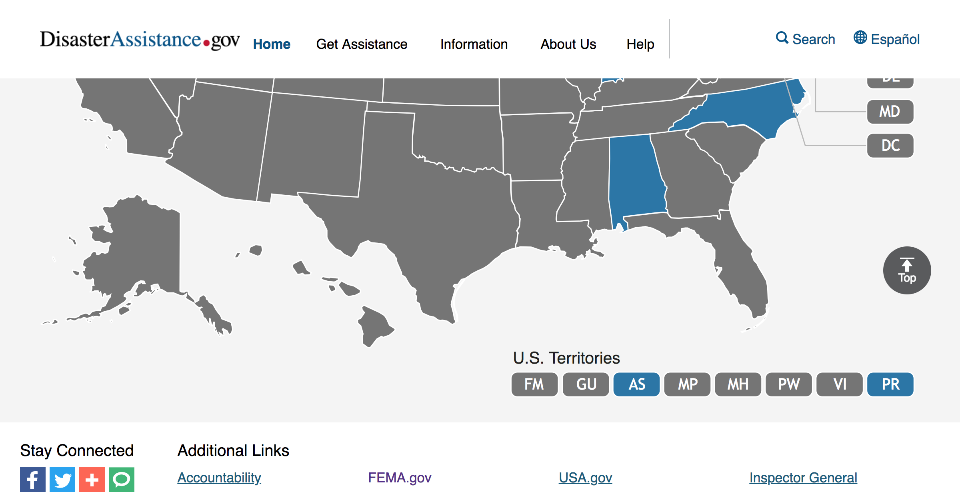 DisasterAssistance.gov
Home Get Assistance Information About Us Help Search Español
DE
MD
DC
Top
U.S. Territories
FM GU AS MP MH PW VI PR
Stay Connected Additional Links
Accountability FEMA.gov USA.gov Inspector General